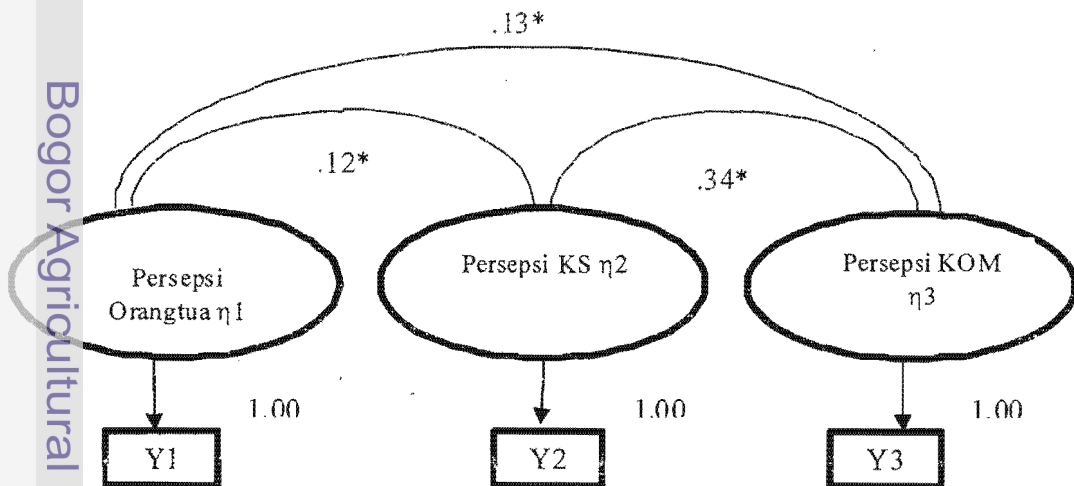 .13*
.12*
.34*
Persepsi
Orangtua η1
Persepsi KS η2
Persepsi KOM
η3
1.00
1.00
1.00
Y1
Y2
Y3
Bogor Agricultural